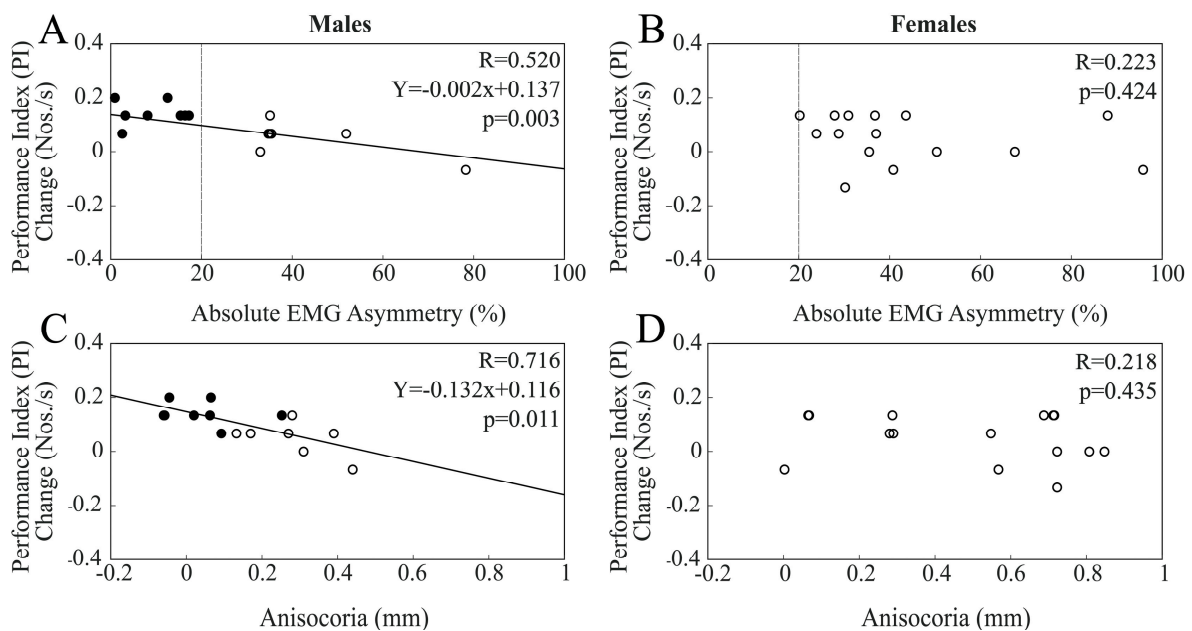 A
Males
Performance Index (PI)
Change (Nos./s)
0.4
0.2
0
-0.2
-0.4
R=0.520
Y=-0.002x+0.137
p=0.003
0 20 40 60 80 100
Absolute EMG Asymmetry (%)
B
Females
Performance Index (PI)
Change (Nos./s)
0.4
0.2
0
-0.2
-0.4
R=0.223
p=0.424
0 20 40 60 80 100
Absolute EMG Asymmetry (%)
C
Performance Index (PI)
Change (Nos./s)
0.4
0.2
0
-0.2
-0.4
R=0.716
Y=-0.132x+0.116
p=0.011
-0.2 0 0.2 0.4 0.6 0.8 1
Anisocoria (mm)
D
Performance Index (PI)
Change (Nos./s)
0.4
0.2
0
-0.2
-0.4
R=0.218
p=0.435
-0.2 0 0.2 0.4 0.6 0.8 1
Anisocoria (mm)